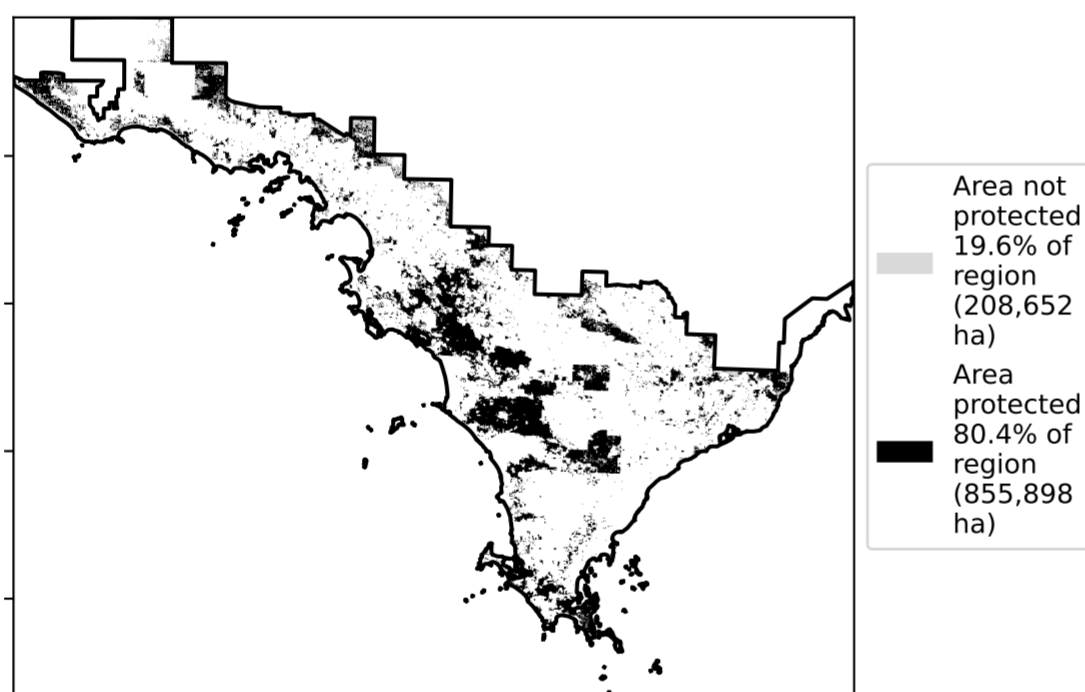 Area not
protected
19.6% of
region
(208,652
ha)
Area
protected
80.4% of
region
(855,898
ha)